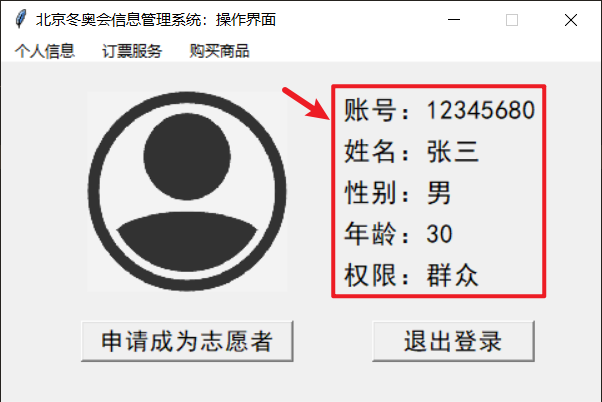 北京冬奥会信息管理系统：操作界面
个人信息 订票服务 购买商品
账号：12345680
姓名：张三
性别：男
年龄：30
权限：群众
申请成为志愿者 退出登录